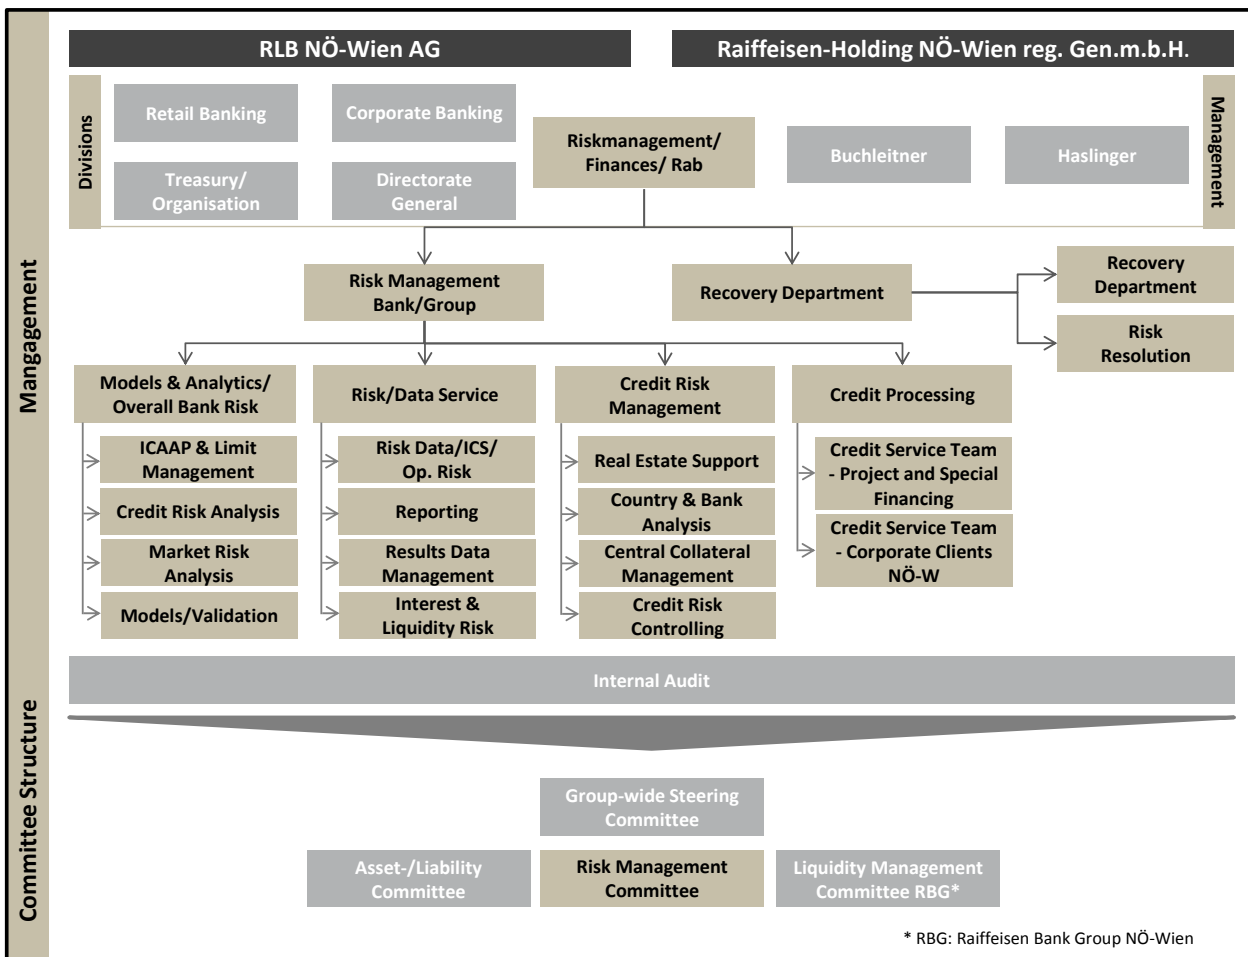 RLB NÖ-Wien AG
Raiffeisen-Holding NÖ-Wien reg. Gen.m.b.H.
Mangagement
Divisions
Retail Banking
Corporate Banking
Treasury/
Organisation
Directorate
General
Riskmanagement/
Finances/ Rab
Buchleitner
Haslinger
Management
Risk Management
Bank/Group
Recovery Department
Recovery
Department
Risk
Resolution
Models & Analytics/
Overall Bank Risk
ICAAP & Limit
Management
Credit Risk Analysis
Market Risk
Analysis
Models/Validation
Risk/Data Service
Risk Data/ICS/
Op. Risk
Reporting
Results Data
Management
Interest &
Liquidity Risk
Credit Risk
Management
Real Estate Support
Country & Bank
Analysis
Central Collateral
Management
Credit Risk
Controlling
Credit Processing
Credit Service Team
- Project and Special
Financing
Credit Service Team
- Corporate Clients
NÖ-W
Internal Audit
Committee Structure
Group-wide Steering
Committee
Asset-/Liability
Committee
Risk Management
Committee
Liquidity Management
Committee RBG*
* RBG: Raiffeisen Bank Group NÖ-Wien